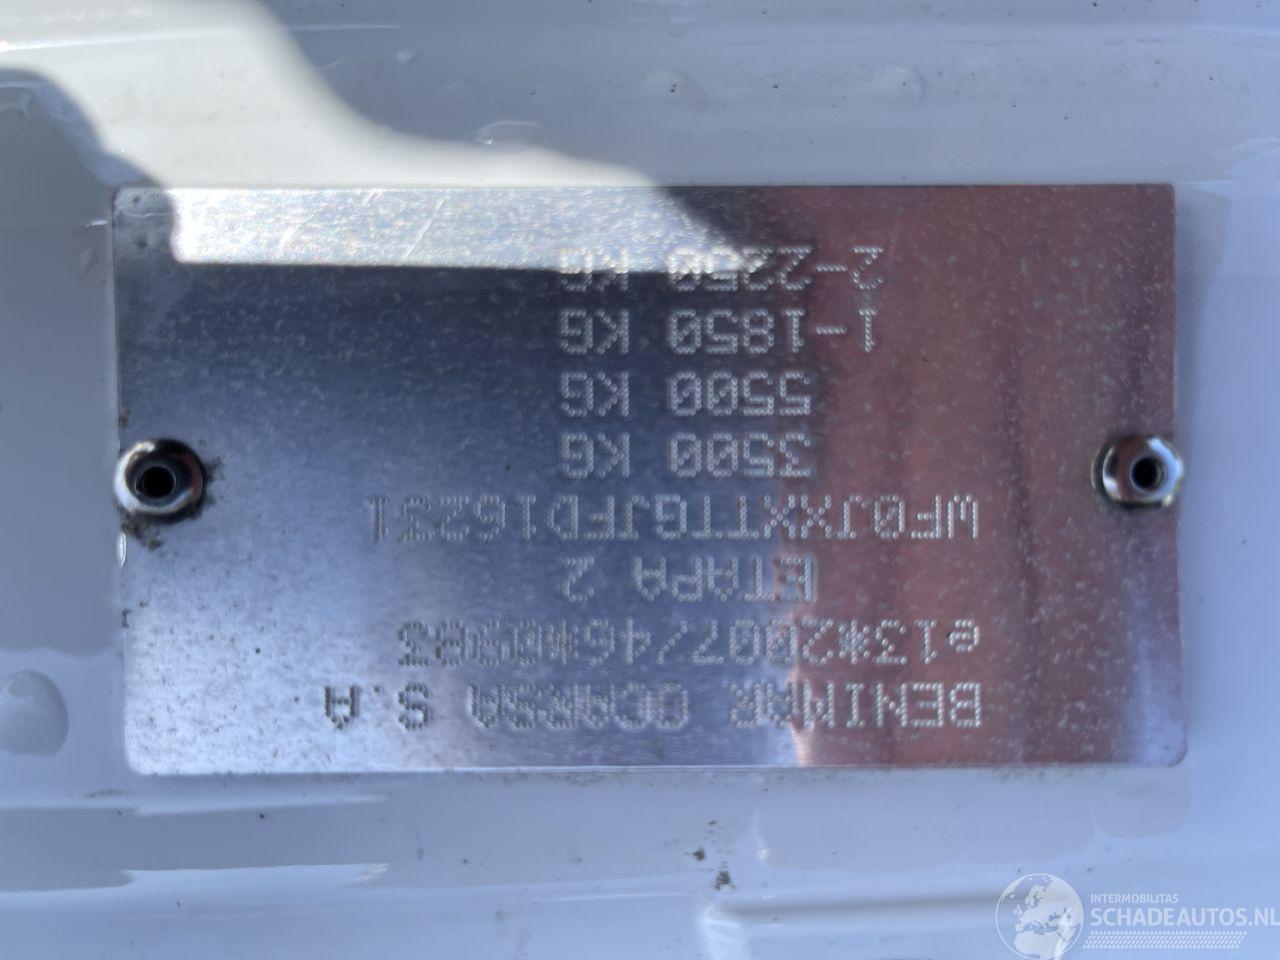 BENIMAR OCARSA S.A
e13*2007/46*0983
ETAPA 2
WF0JXXTTGJFD16231
3500 KG
5500 KG
1-1850 KG
2-2250 KG
INTERMOBILITAS
SCHADEAUTOS.NL